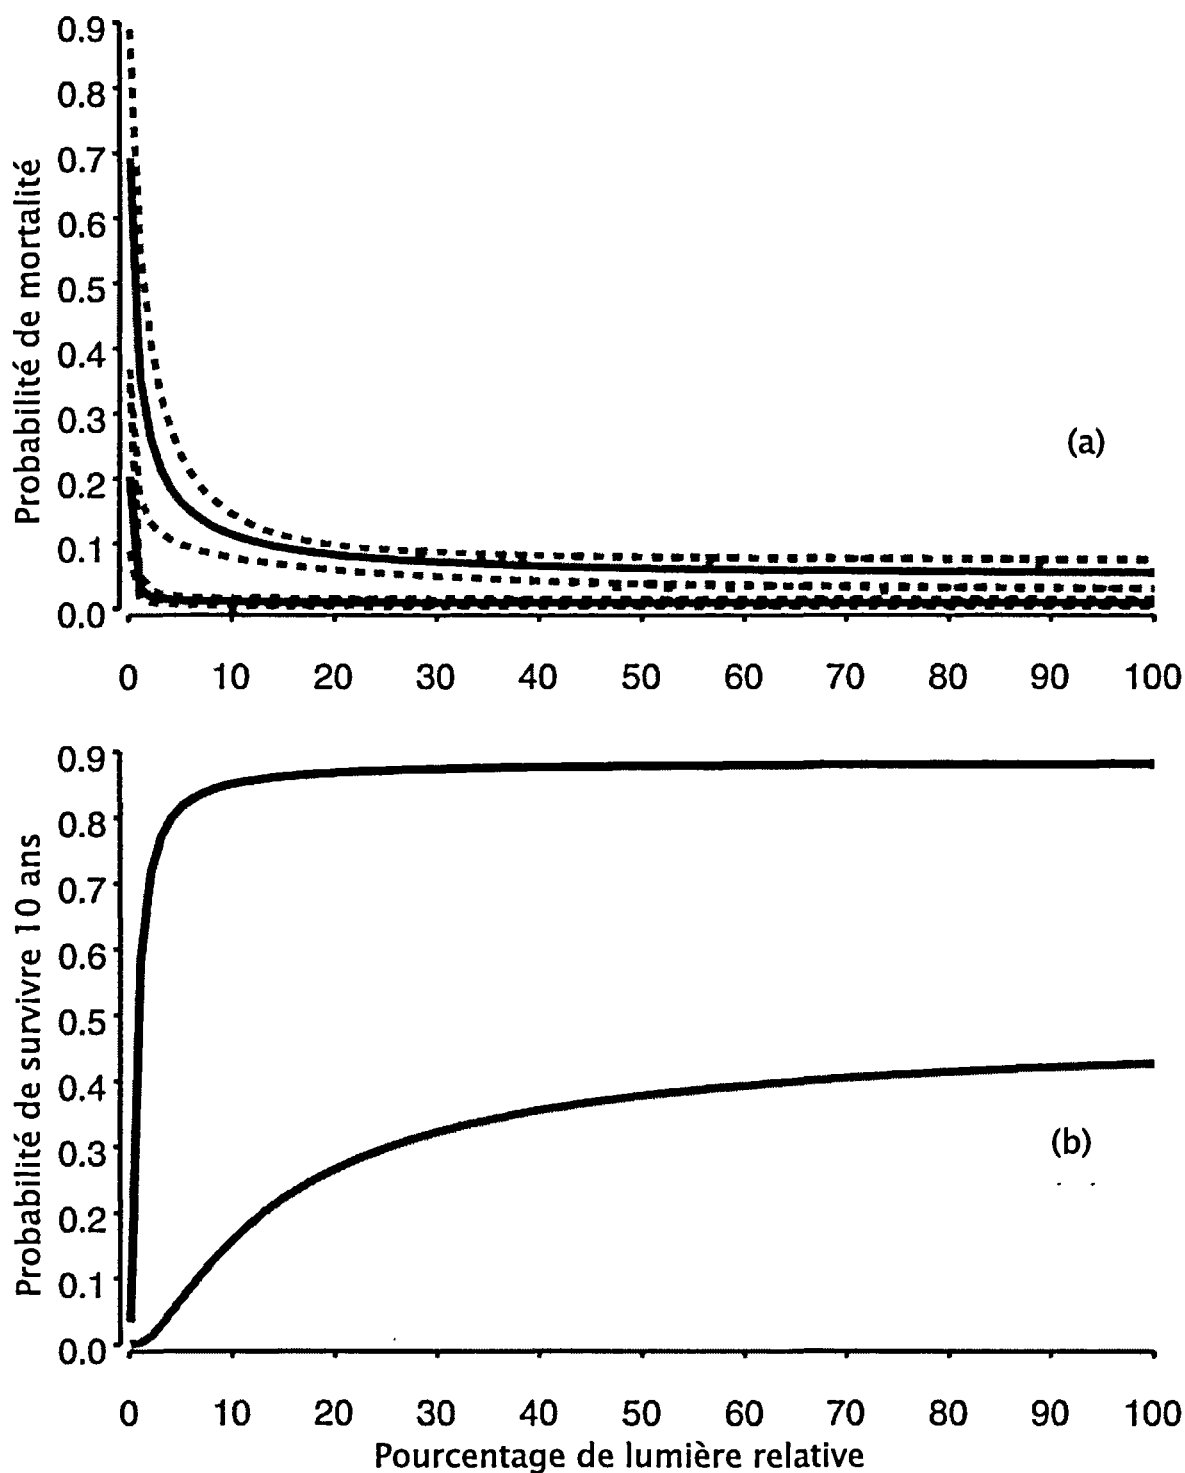 Probabilité de mortalité
0.9
0.8
0.7
0.6
0.5
0.4
0.3
0.2
0.1
0.0
(a)
0 10 20 30 40 50 60 70 80 90 100
Probabilité de survivre 10 ans
0.9
0.8
0.7
0.6
0.5
0.4
0.3
0.2
0.1
0.0
(b)
0 10 20 30 40 50 60 70 80 90 100
Pourcentage de lumière relative